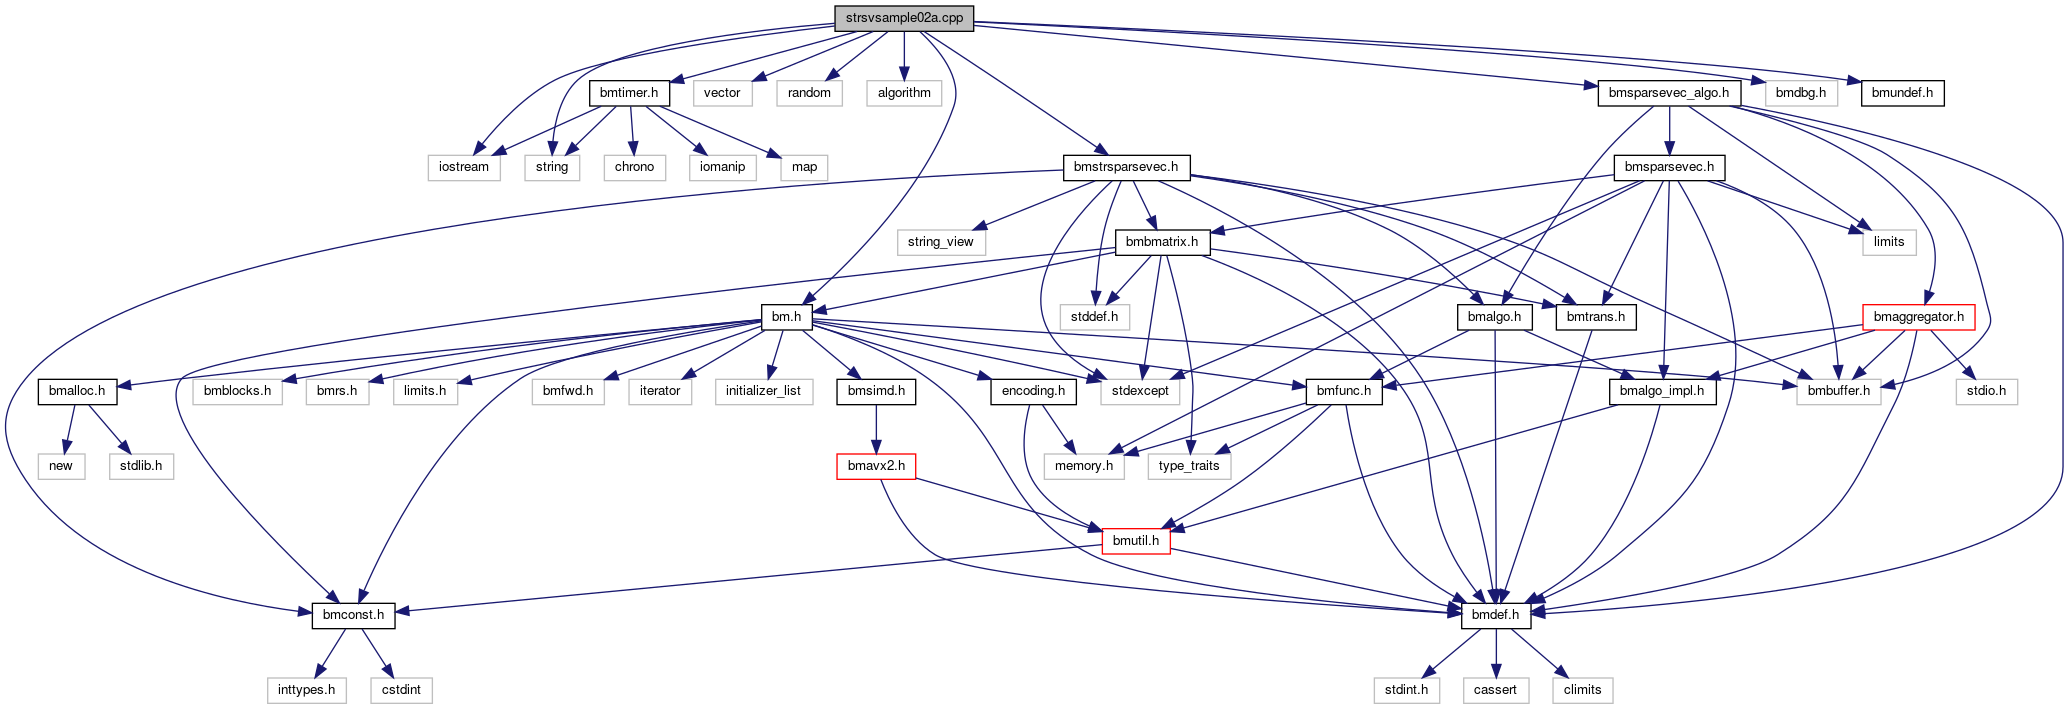 strsvsample02a.cpp
bmtimer.h
vector
random
algorithm
bmsparsevec_algo.h
bmdbg.h
bmundef.h
iostream
string
chrono
iomanip
map
bmstrsparsevec.h
bmsparsevec.h
string_view
bmbmatrix.h
limits
bm.h
stddef.h
bmalgo.h
bmtrans.h
bmaggregator.h
bmalloc.h
bmblocks.h
bmrs.h
limits.h
bmfwd.h
iterator
initializer_list
bmsimd.h
encoding.h
stdexcept
bmfunc.h
bmalgo_impl.h
bmbuffer.h
stdio.h
new
stdlib.h
bmavx2.h
memory.h
type_traits
bmutil.h
bmconst.h
bmdef.h
inttypes.h
cstdint
stdint.h
cassert
climits